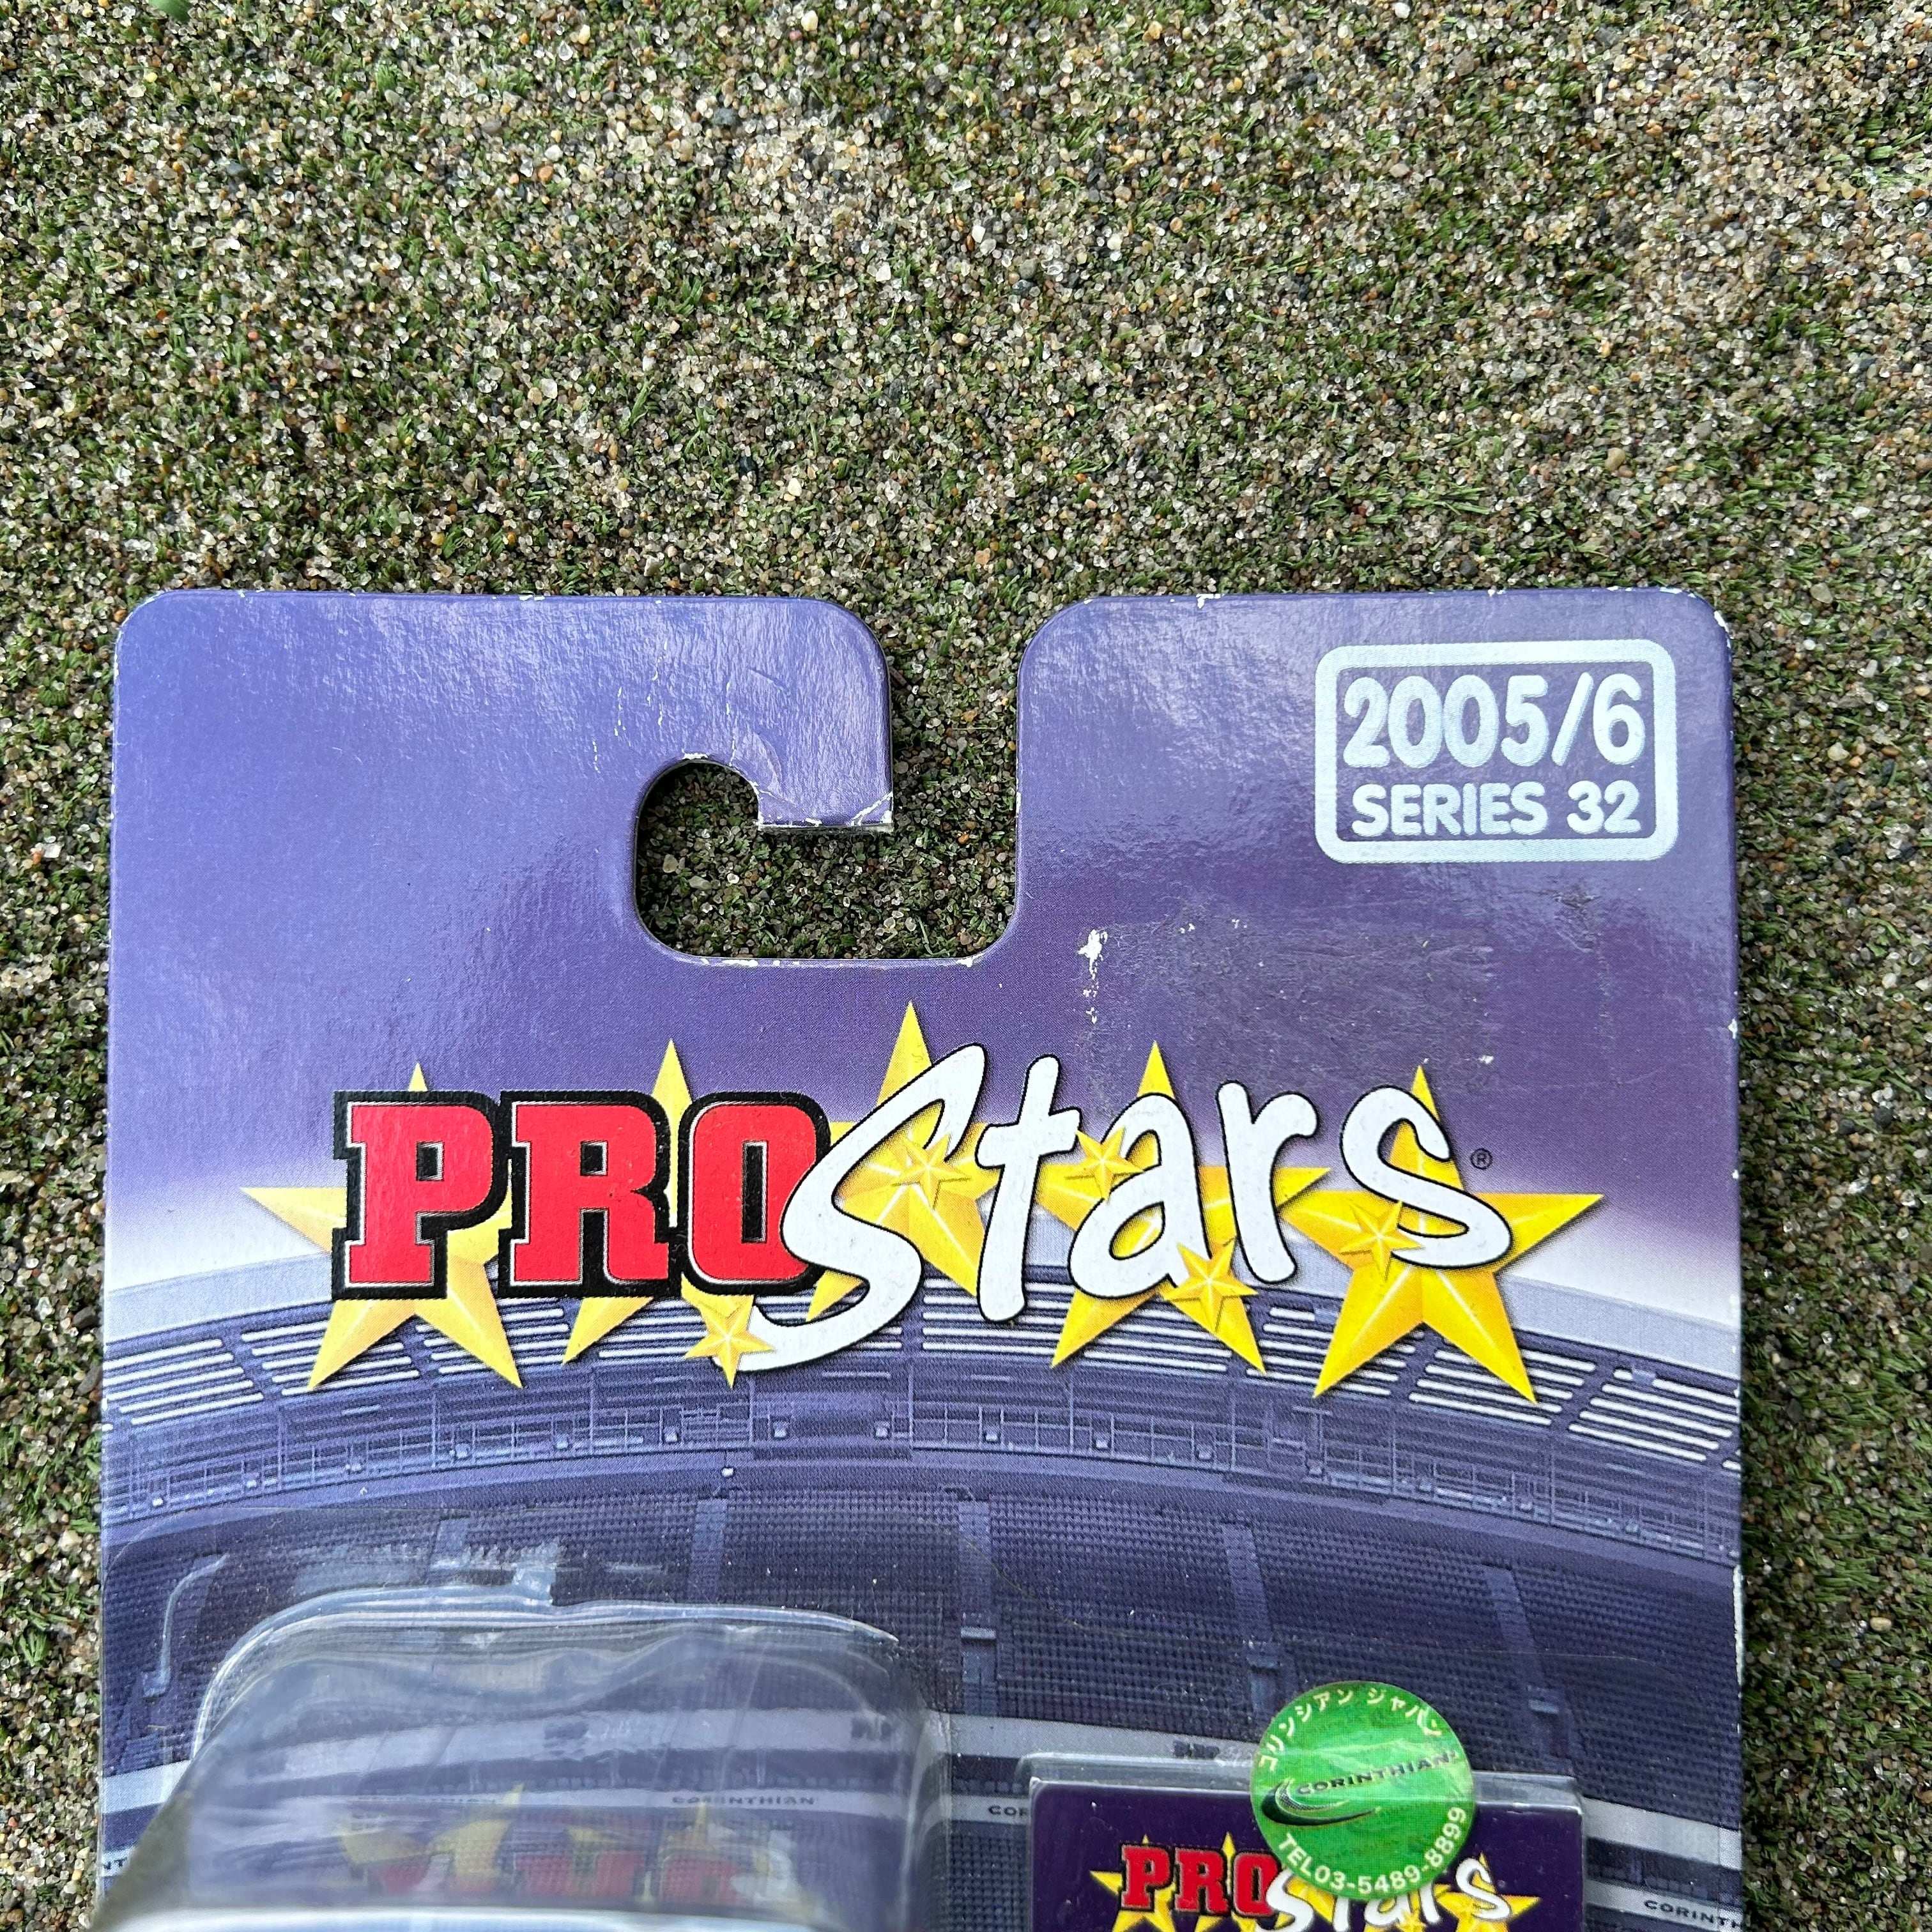 2005/6
SERIES 32
PROStars®
コリンシアン ジャパン
CORINTHIAN
TEL03-5489-8899
CORINTHIAN
PROStars